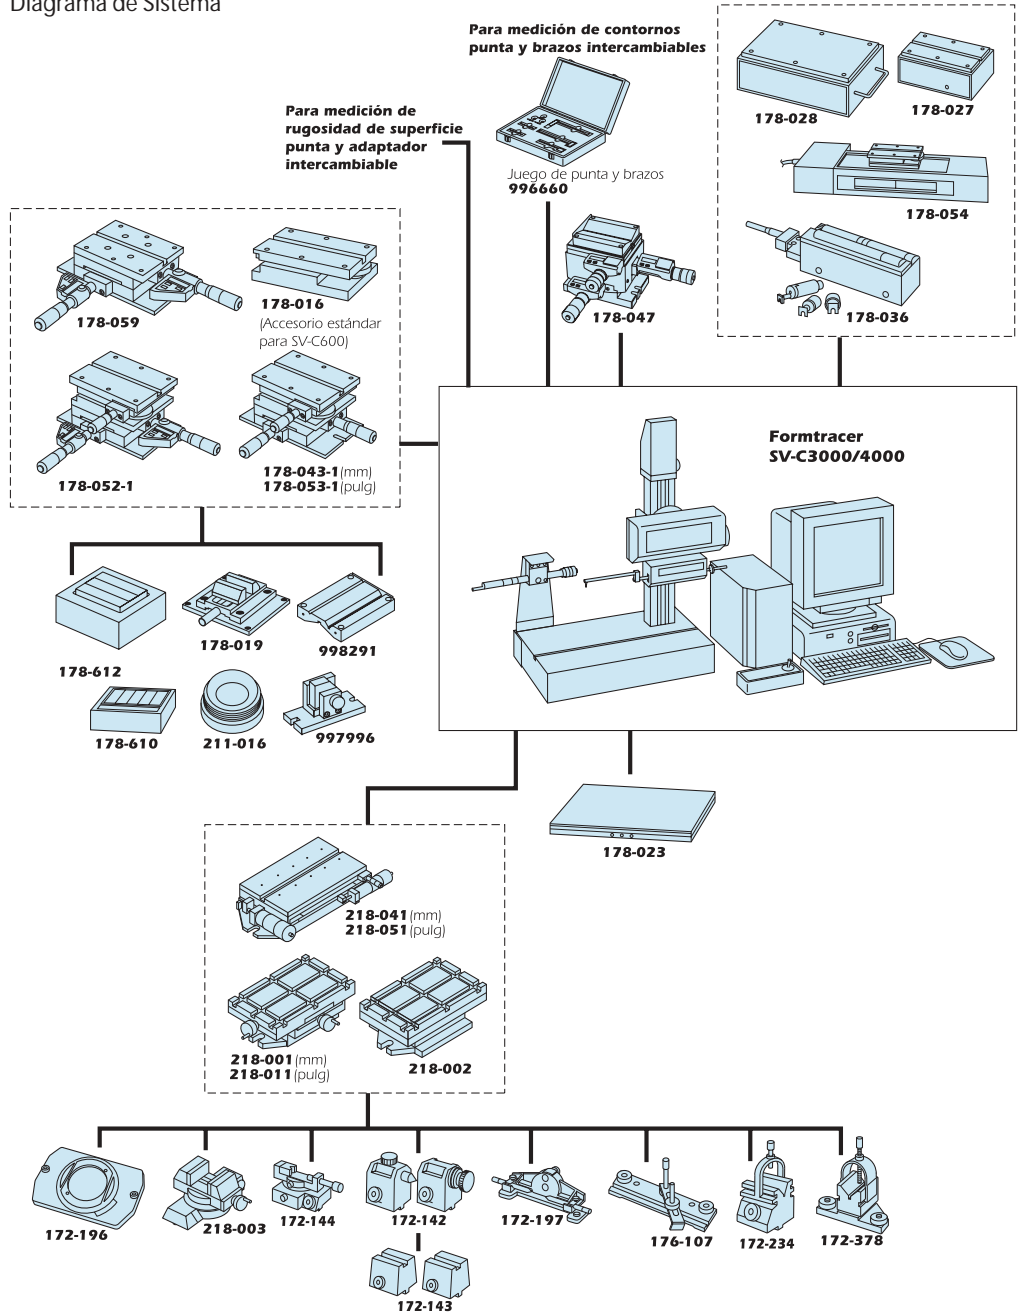 Diagrama de Sistema
Para medición de contornos
punta y brazos intercambiables
Para medición de
rugosidad de superficie
punta y adaptador
intercambiable
Juego de punta y brazos
996660
178-028
178-027
178-054
178-036
178-047
178-059
178-016
(Accesorio estándar
para SV-C600)
178-052-1
178-043-1 (mm)
178-053-1 (pulg)
Formtracer
SV-C3000/4000
178-612
178-019
998291
178-610
211-016
997996
178-023
218-041 (mm)
218-051 (pulg)
218-001 (mm)
218-011 (pulg)
218-002
172-196
218-003
172-144
172-142
172-197
176-107
172-234
172-378
172-143